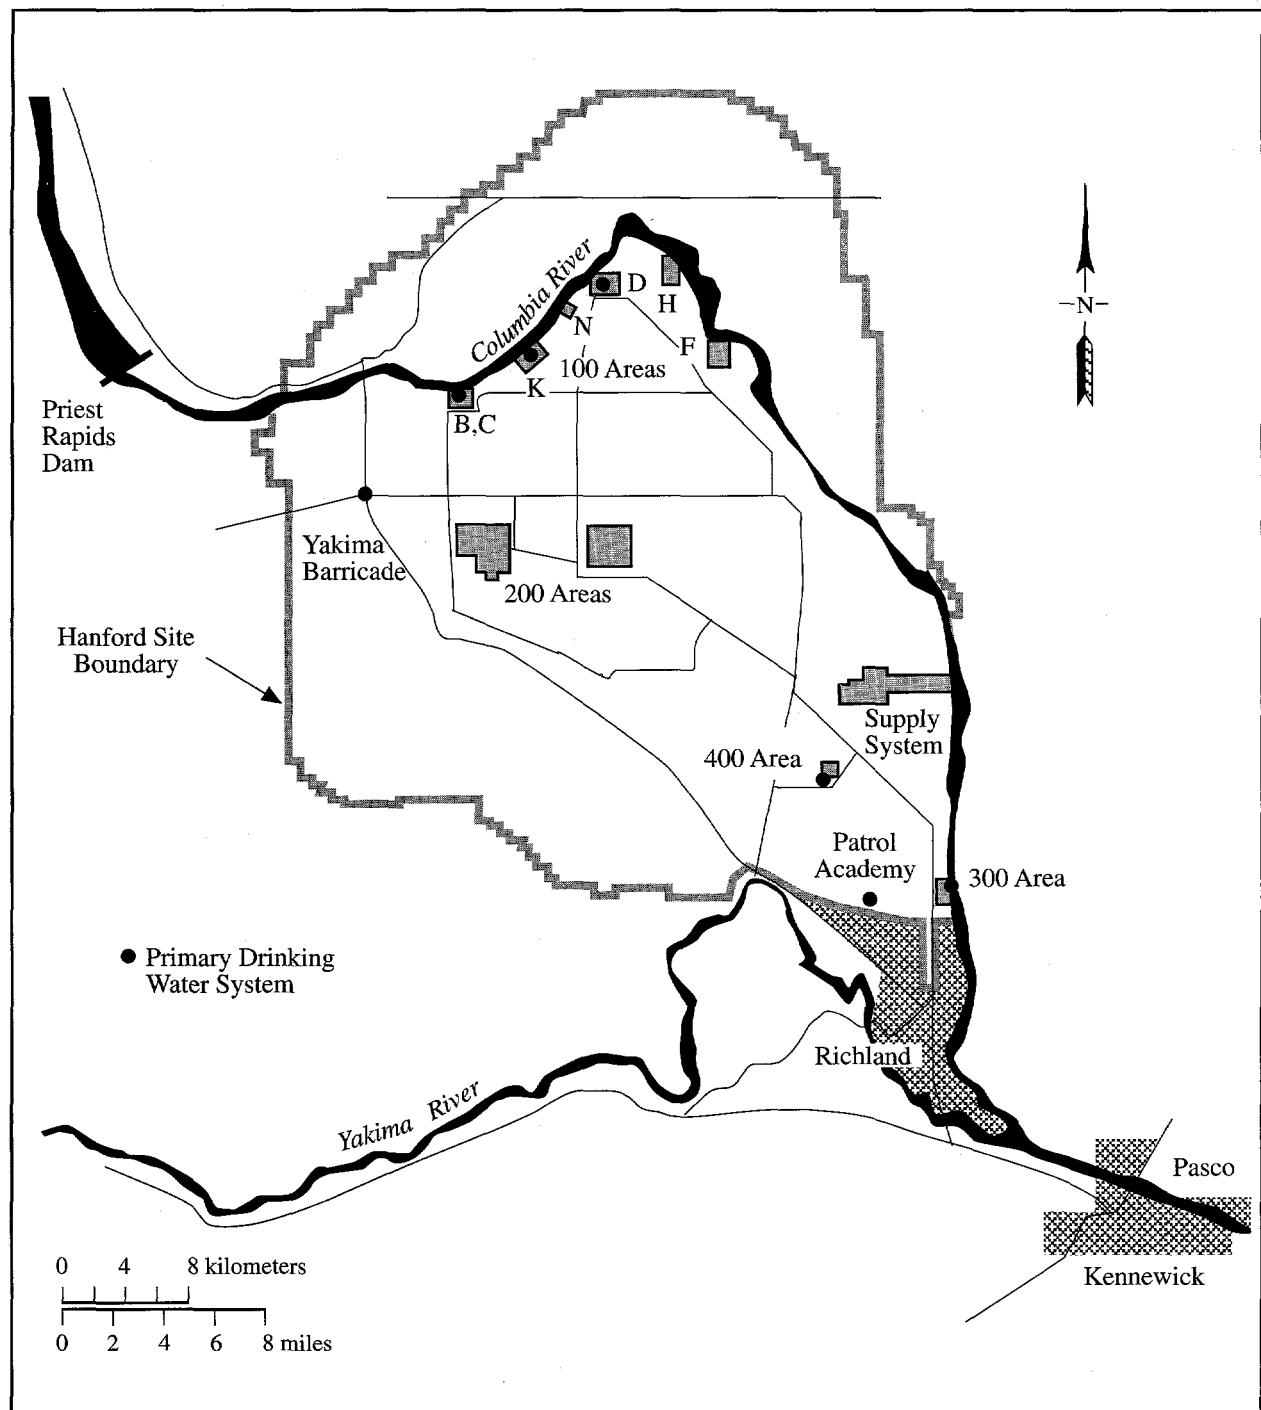 Columbia River
D
H
N
F
100 Areas
K
B,C
N
Priest
Rapids
Dam
Yakima
Barricade
200 Areas
Hanford Site
Boundary
Supply
System
400 Area
Patrol
Academy
300 Area
Primary Drinking
Water System
Richland
Yakima River
Pasco
Kennewick
0 4 8 kilometers
0 2 4 6 8 miles